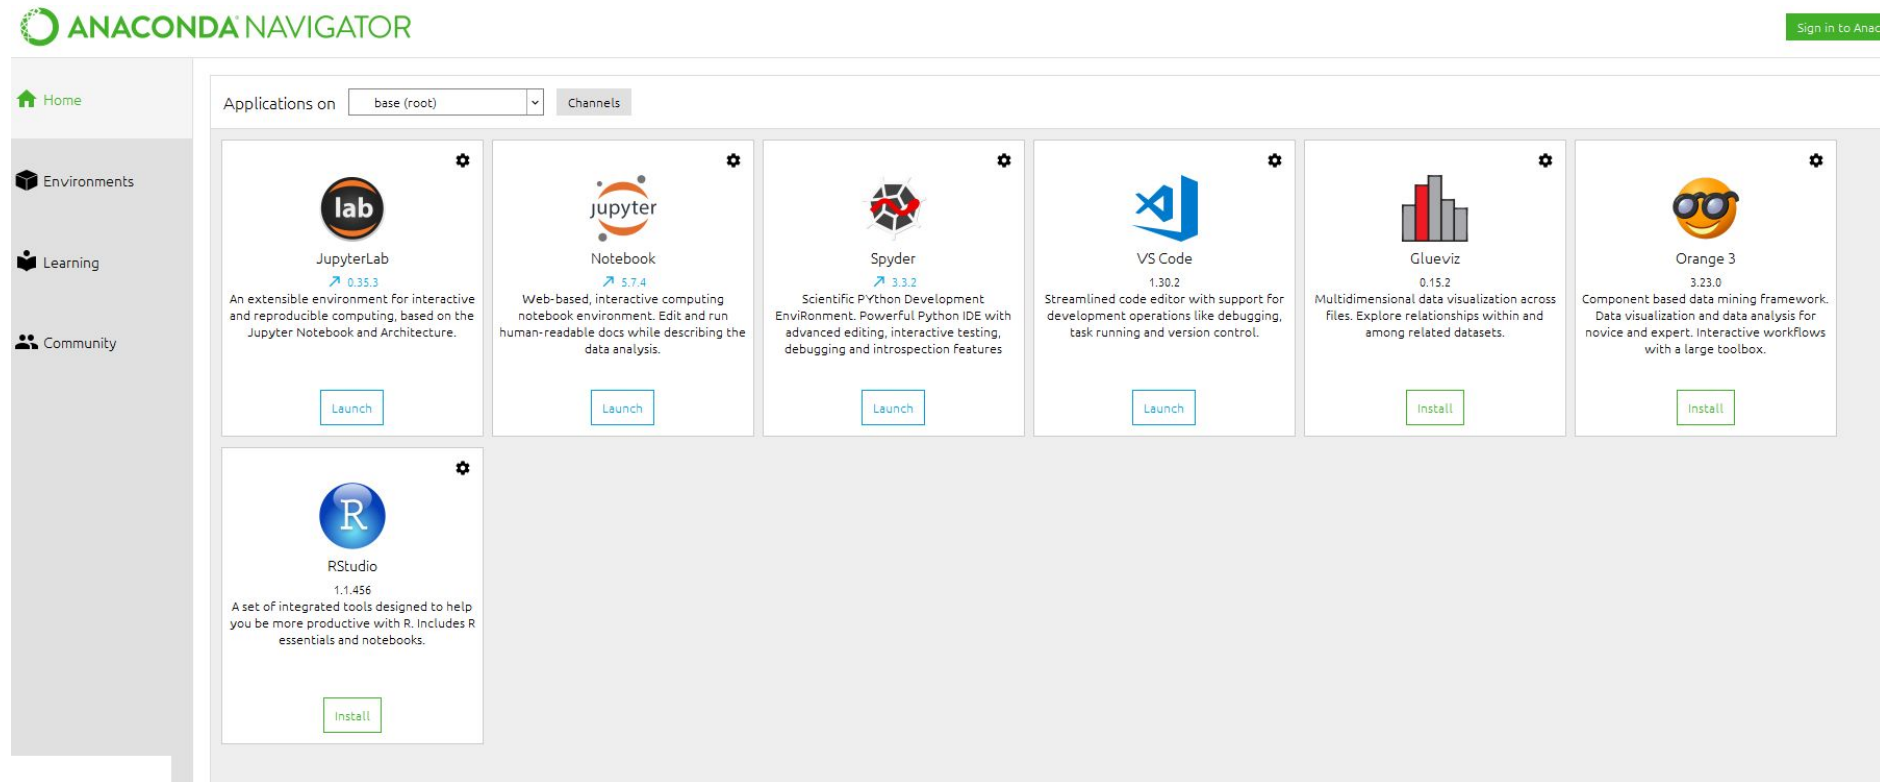 ANACONDA NAVIGATOR
Sign in to Anac
Home
Environments
Learning
Community
Applications on
base (root)
Channels
lab
JupyterLab
0.35.3
An extensible environment for interactive
and reproducible computing, based on the
Jupyter Notebook and Architecture.
Launch
jupyter
Notebook
5.7.4
Web-based, interactive computing
notebook environment. Edit and run
human-readable docs while describing the
data analysis.
Launch
Spyder
3.3.2
Scientific PYthon Development
EnviRonment. Powerful Python IDE with
advanced editing, interactive testing,
debugging and introspection features
Launch
VS Code
1.30.2
Streamlined code editor with support for
development operations like debugging,
task running and version control.
Launch
Glueviz
0.15.2
Multidimensional data visualization across
files. Explore relationships within and
among related datasets.
Install
Orange 3
3.23.0
Component based data mining framework.
Data visualization and data analysis for
novice and expert. Interactive workflows
with a large toolbox.
Install
R
RStudio
1.1.456
A set of integrated tools designed to help
you be more productive with R. Includes R
essentials and notebooks.
Install